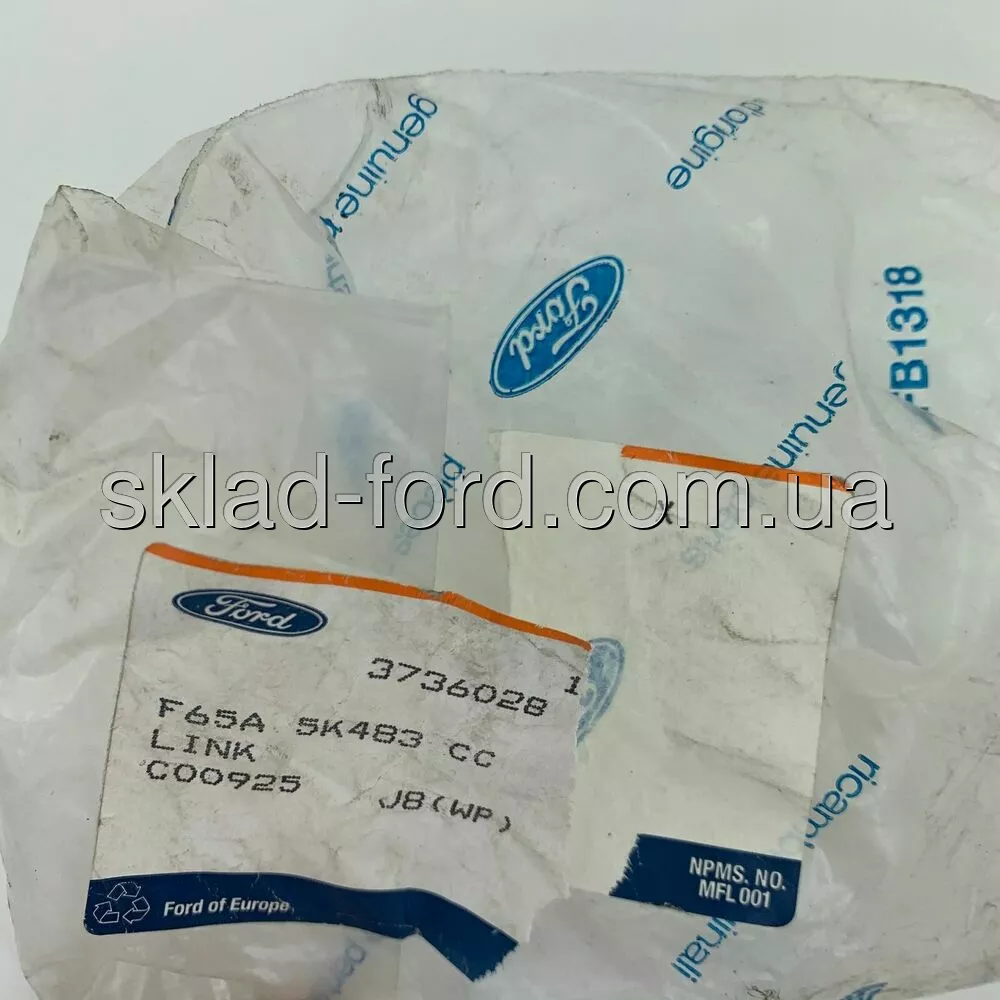 genuine
d'origine
Ford
FB1318
genuine
sklad-ford.com.ua
*
Ford
3736028 1
F65A 5K483 CC
LINK
C00925
J8(WP)
Ford of Europe
NPMS. NO.
MFL 001